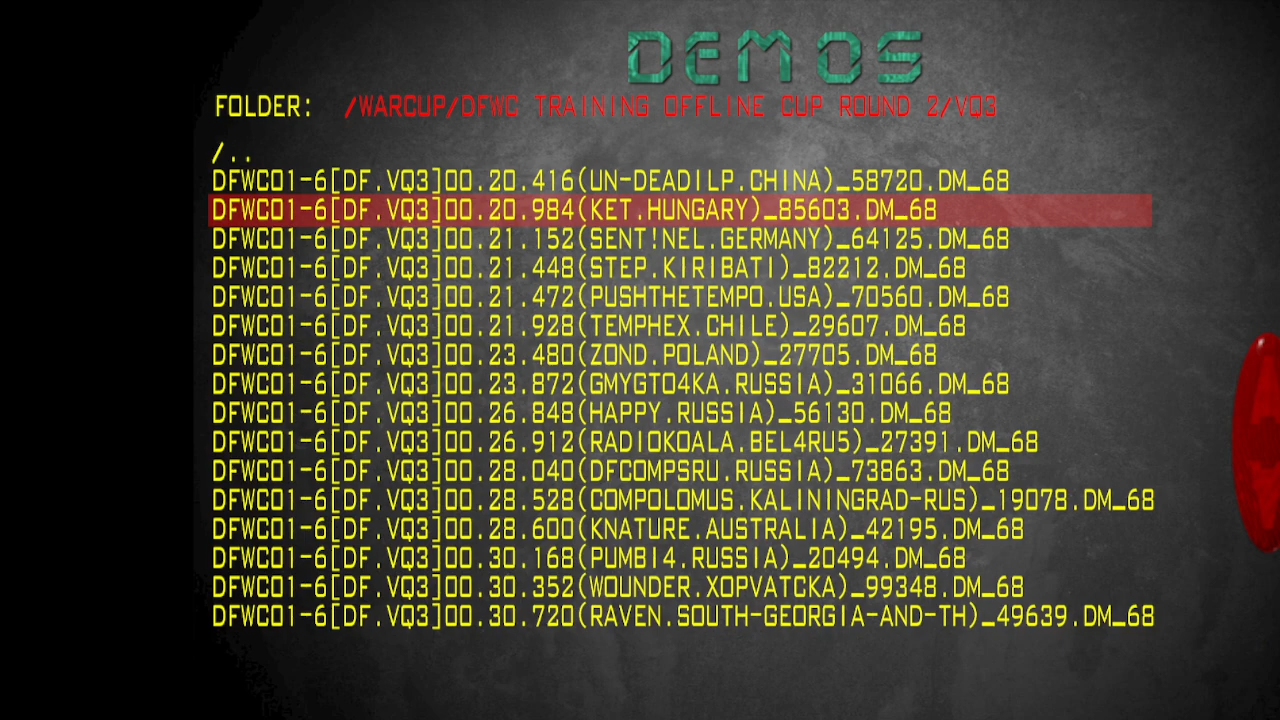 DEMOS
FOLDER: /WARCUP/DFWC TRAINING OFFLINE CUP ROUND 2/VQ3
/..
DFWC01-6[DF.VQ3]00.20.416(UN-DEADILP.CHINA)_58720.DM_68
DFWC01-6[DF.VQ3]00.20.984(KET.HUNGARY)_85603.DM_68
DFWC01-6[DF.VQ3]00.21.152(SENT!NEL.GERMANY)_64125.DM_68
DFWC01-6[DF.VQ3]00.21.448(STEP.KIRIBATI)_82212.DM_68
DFWC01-6[DF.VQ3]00.21.472(PUSHTHETEMPO.USA)_70560.DM_68
DFWC01-6[DF.VQ3]00.21.928(TEMPHEX.CHILE)_29607.DM_68
DFWC01-6[DF.VQ3]00.23.480(ZOND.POLAND)_27705.DM_68
DFWC01-6[DF.VQ3]00.23.872(GMYGTO4KA.RUSSIA)_31066.DM_68
DFWC01-6[DF.VQ3]00.26.848(HAPPY.RUSSIA)_56130.DM_68
DFWC01-6[DF.VQ3]00.26.912(RADIOKOALA.BEL4RU5)_27391.DM_68
DFWC01-6[DF.VQ3]00.28.040(DFCOMPSRU.RUSSIA)_73863.DM_68
DFWC01-6[DF.VQ3]00.28.528(COMPOLOMUS.KALININGRAD-RUS)_19078.DM_68
DFWC01-6[DF.VQ3]00.28.600(KNATURE.AUSTRALIA)_42195.DM_68
DFWC01-6[DF.VQ3]00.30.168(PUMBI4.RUSSIA)_20494.DM_68
DFWC01-6[DF.VQ3]00.30.352(WOUNDER.XOPVATCKA)_99348.DM_68
DFWC01-6[DF.VQ3]00.30.720(RAVEN.SOUTH-GEORGIA-AND-TH)_49639.DM_68